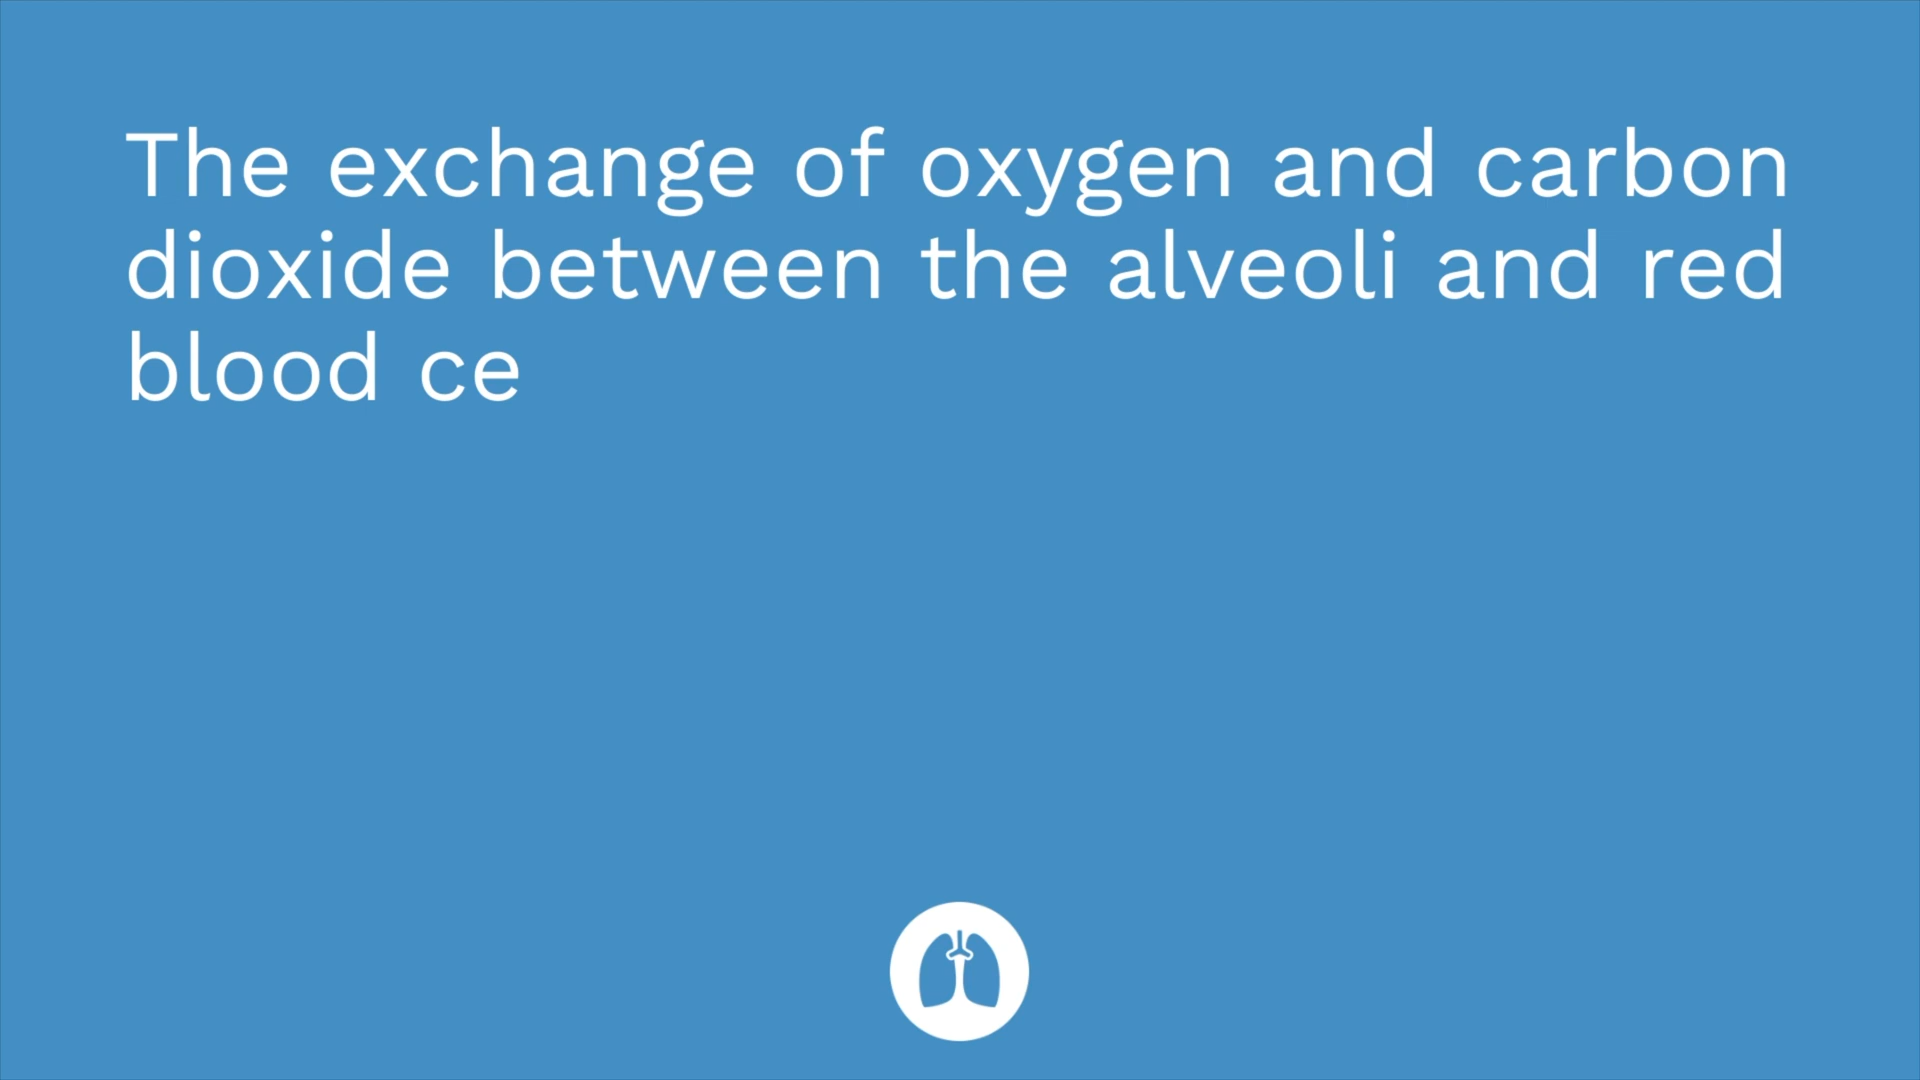 The exchange of oxygen and carbon
dioxide between the alveoli and red
blood ce